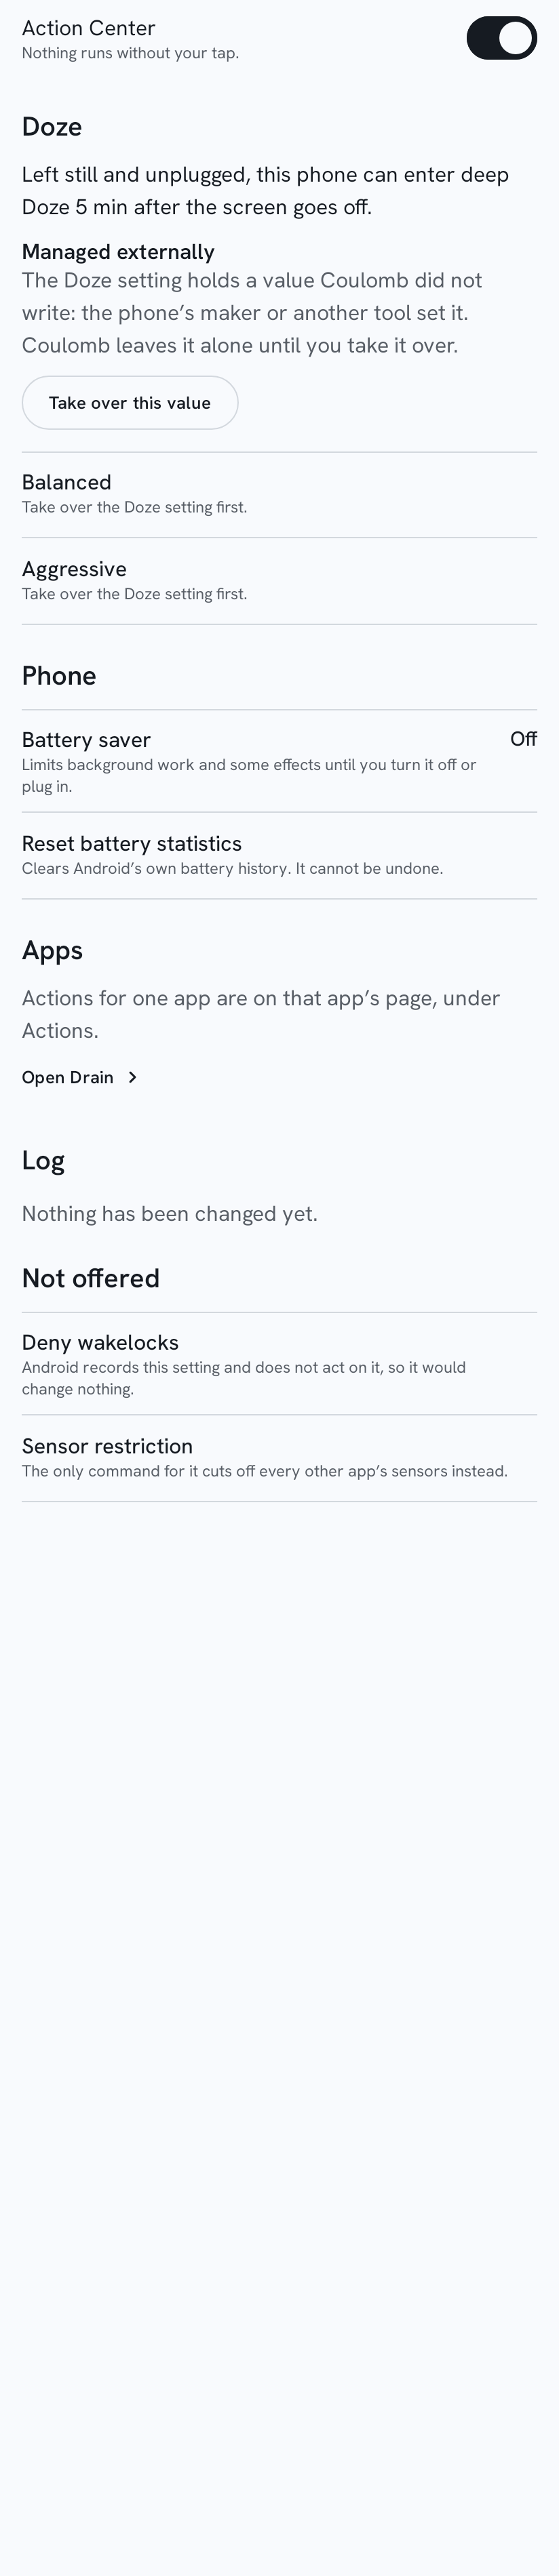 Action Center
Nothing runs without your tap.
Doze
Left still and unplugged, this phone can enter deep
Doze 5 min after the screen goes off.
Managed externally
The Doze setting holds a value Coulomb did not
write: the phone’s maker or another tool set it.
Coulomb leaves it alone until you take it over.
Take over this value
Balanced
Take over the Doze setting first.
Aggressive
Take over the Doze setting first.
Phone
Battery saver
Off
Limits background work and some effects until you turn it off or
plug in.
Reset battery statistics
Clears Android’s own battery history. It cannot be undone.
Apps
Actions for one app are on that app’s page, under
Actions.
Open Drain
Log
Nothing has been changed yet.
Not offered
Deny wakelocks
Android records this setting and does not act on it, so it would
change nothing.
Sensor restriction
The only command for it cuts off every other app’s sensors instead.